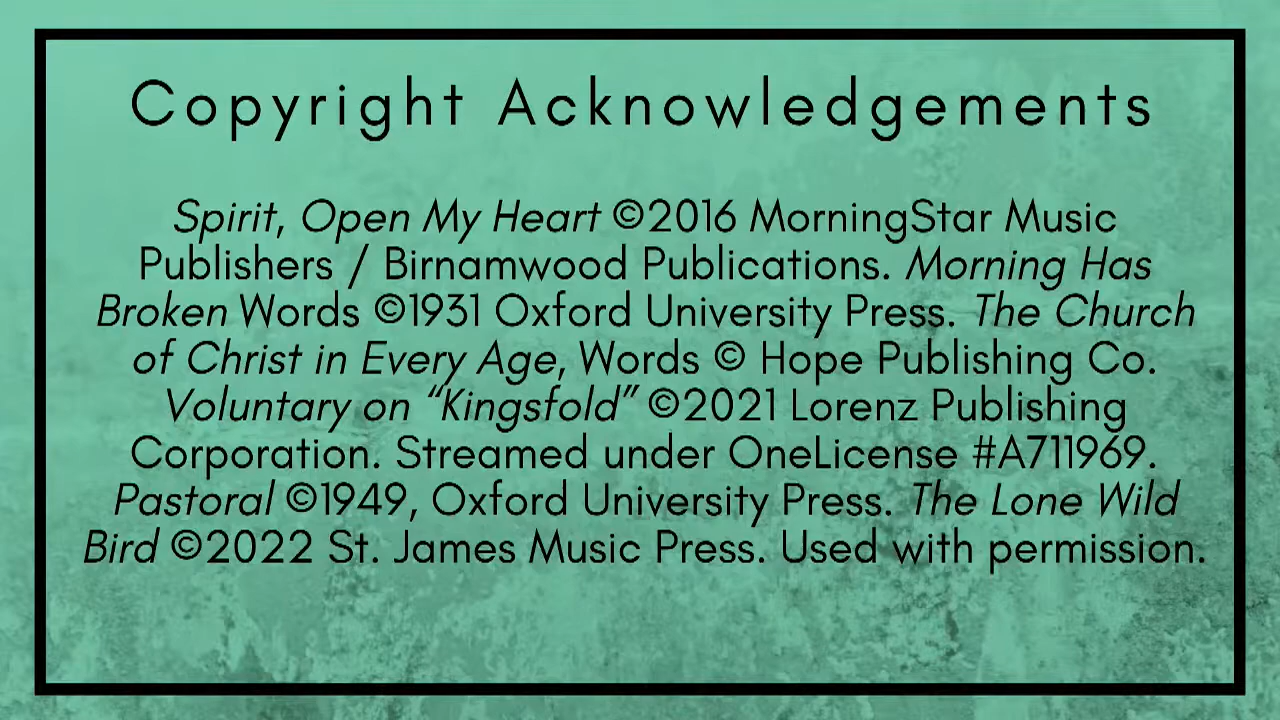 Copyright Acknowledgements
Spirit, Open My Heart ©2016 MorningStar Music
Publishers / Birnamwood Publications. Morning Has
Broken Words ©1931 Oxford University Press. The Church
of Christ in Every Age, Words © Hope Publishing Co.
Voluntary on “Kingsfold” ©2021 Lorenz Publishing
Corporation. Streamed under OneLicense #A711969.
Pastoral ©1949, Oxford University Press. The Lone Wild
Bird ©2022 St. James Music Press. Used with permission.